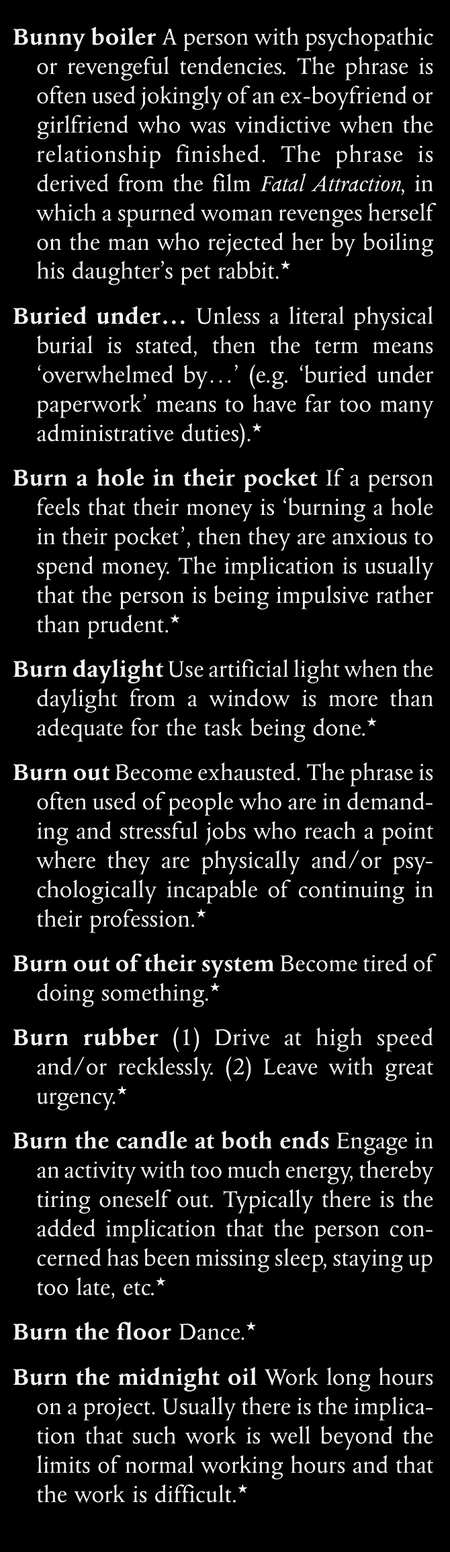 Bunny boiler A person with psychopathic
or revengeful tendencies. The phrase is
often used jokingly of an ex-boyfriend or
girlfriend who was vindictive when the
relationship finished. The phrase is
derived from the film Fatal Attraction, in
which a spurned woman revenges herself
on the man who rejected her by boiling
his daughter's pet rabbit.★
Buried under… Unless a literal physical
burial is stated, then the term means
‘overwhelmed by…’ (e.g. ‘buried under
paperwork’ means to have far too many
administrative duties).★
Burn a hole in their pocket If a person
feels that their money is ‘burning a hole
in their pocket’, then they are anxious to
spend money. The implication is usually
that the person is being impulsive rather
than prudent.★
Burn daylight Use artificial light when the
daylight from a window is more than
adequate for the task being done.★
Burn out Become exhausted. The phrase is
often used of people who are in demand-
ing and stressful jobs who reach a point
where they are physically and/or psy-
chologically incapable of continuing in
their profession.★
Burn out of their system Become tired of
doing something.★
Burn rubber (1) Drive at high speed
and/or recklessly. (2) Leave with great
urgency.★
Burn the candle at both ends Engage in
an activity with too much energy, thereby
tiring oneself out. Typically there is the
added implication that the person con-
cerned has been missing sleep, staying up
too late, etc.★
Burn the floor Dance.★
Burn the midnight oil Work long hours
on a project. Usually there is the implica-
tion that such work is well beyond the
limits of normal working hours and that
the work is difficult.★